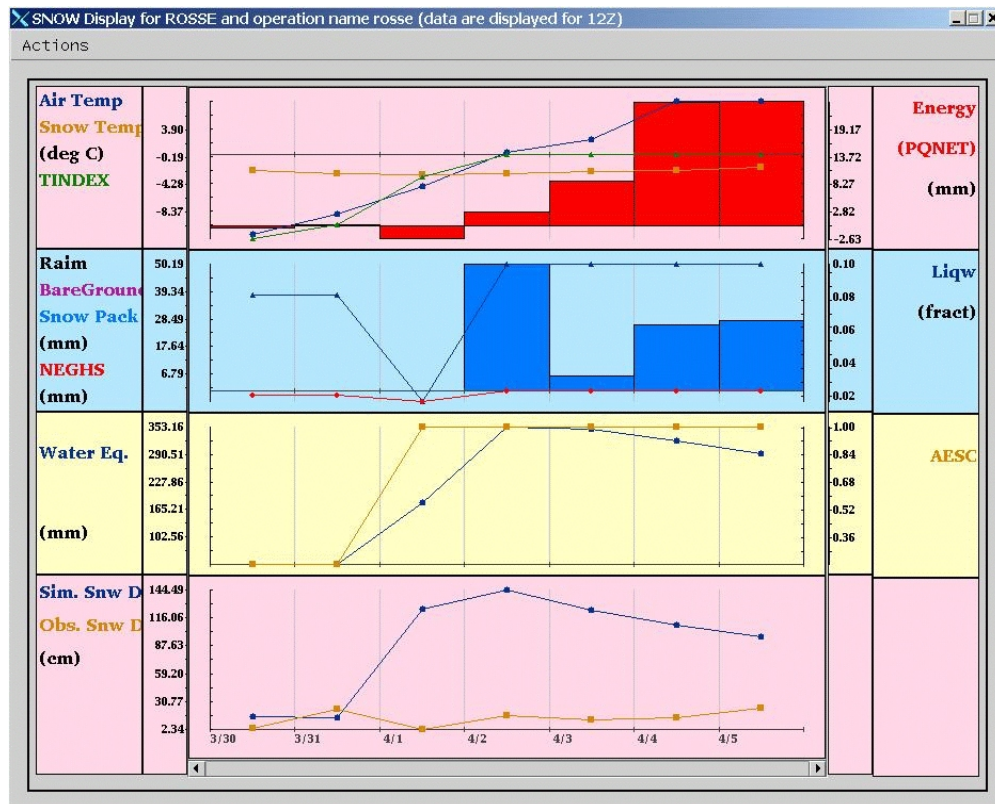 SNOW Display for ROSSE and operation name rosse (data are displayed for 12Z)
Actions
Air Temp
Snow Temp
(deg C)
TINDEX
3.90
-0.19
-4.28
-8.37
19.17
13.72
8.27
2.82
-2.63
Energy
(PQNET)
(mm)
Raim
BareGroun
Snow Pack
(mm)
NEGHS
(mm)
50.19
39.34
28.49
17.64
6.79
0.10
0.08
0.06
0.04
0.02
Liqw
(fract)
Water Eq.
(mm)
353.16
290.51
227.86
165.21
102.56
1.00
0.84
0.68
0.52
0.36
AESC
Sim. Snw D
Obs. Snw D
(cm)
144.49
116.06
87.63
59.20
30.77
2.34
3/30
3/31
4/1
4/2
4/3
4/4
4/5